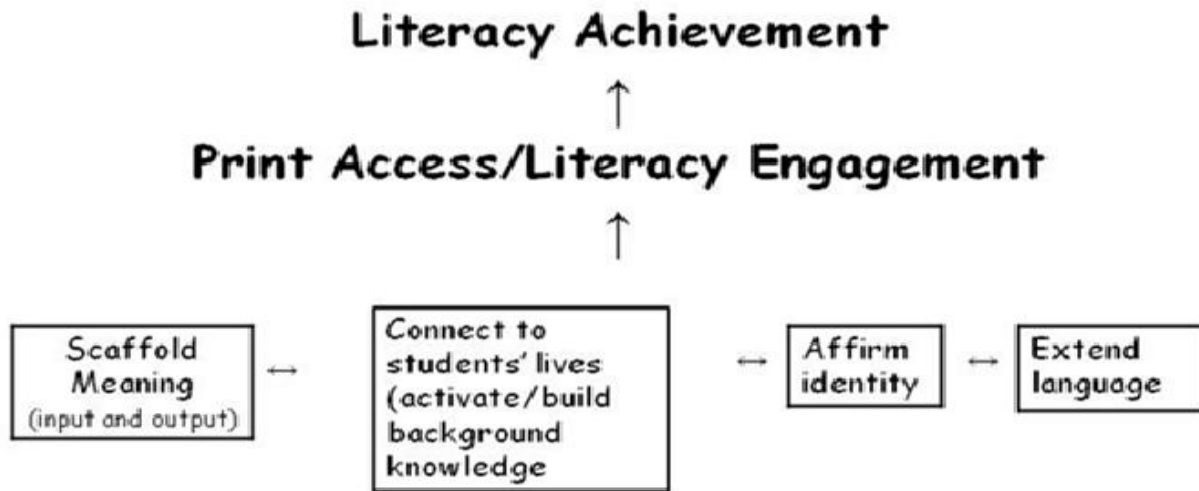 Literacy Achievement
↑
Print Access/Literacy Engagement
↑
Scaffold
Meaning
(input and output)
↔
Connect to
students' lives
(activate/build
background
knowledge
↔
Affirm
identity
↔
Extend
language